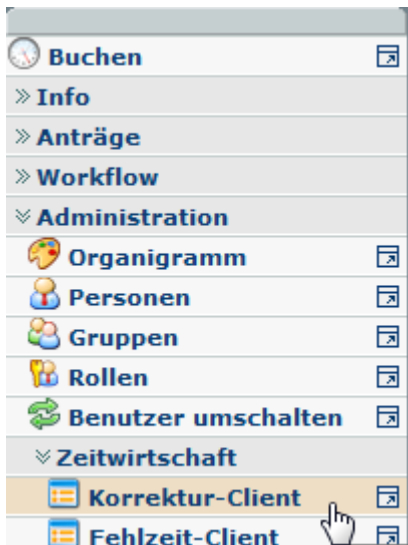 Buchen
Info
Anträge
Workflow
Administration
Organigramm
Personen
Gruppen
Rollen
Benutzer umschalten
Zeitwirtschaft
Korrektur-Client
Fehlzeit-Client